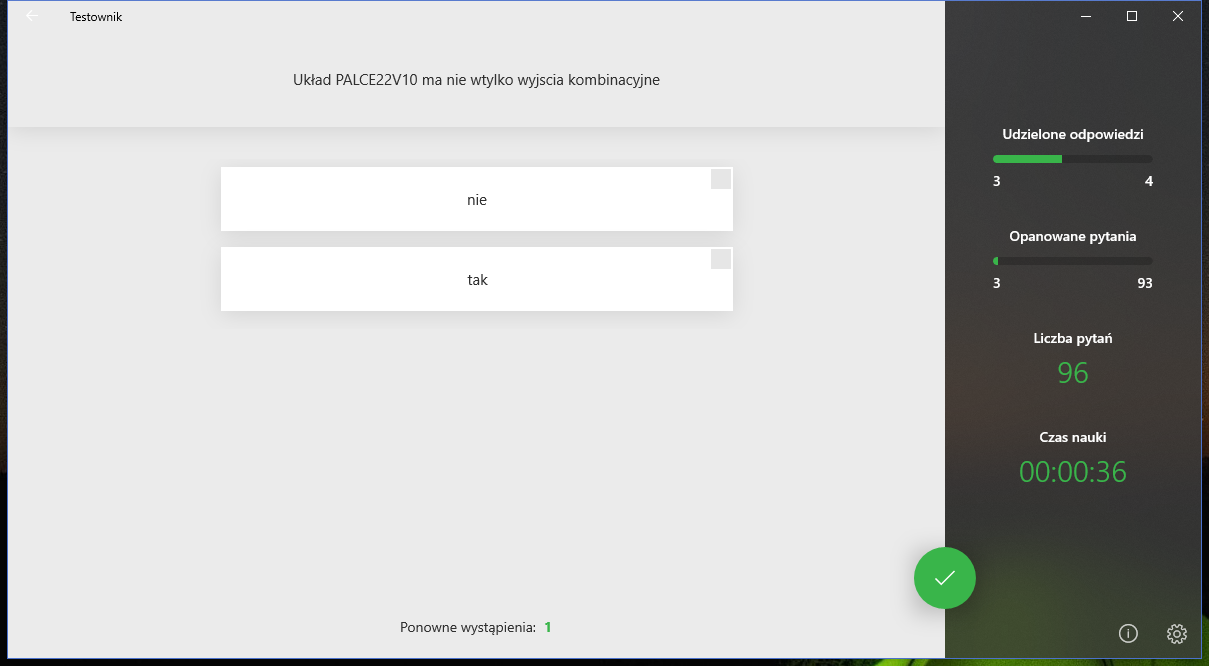 Testownik
Układ PALCE22V10 ma nie wtylko wyjscia kombinacyjne
nie
tak
Ponowne wystąpienia: 1
Udzielone odpowiedzi
3 4
Opanowane pytania
3 93
Liczba pytań
96
Czas nauki
00:00:36